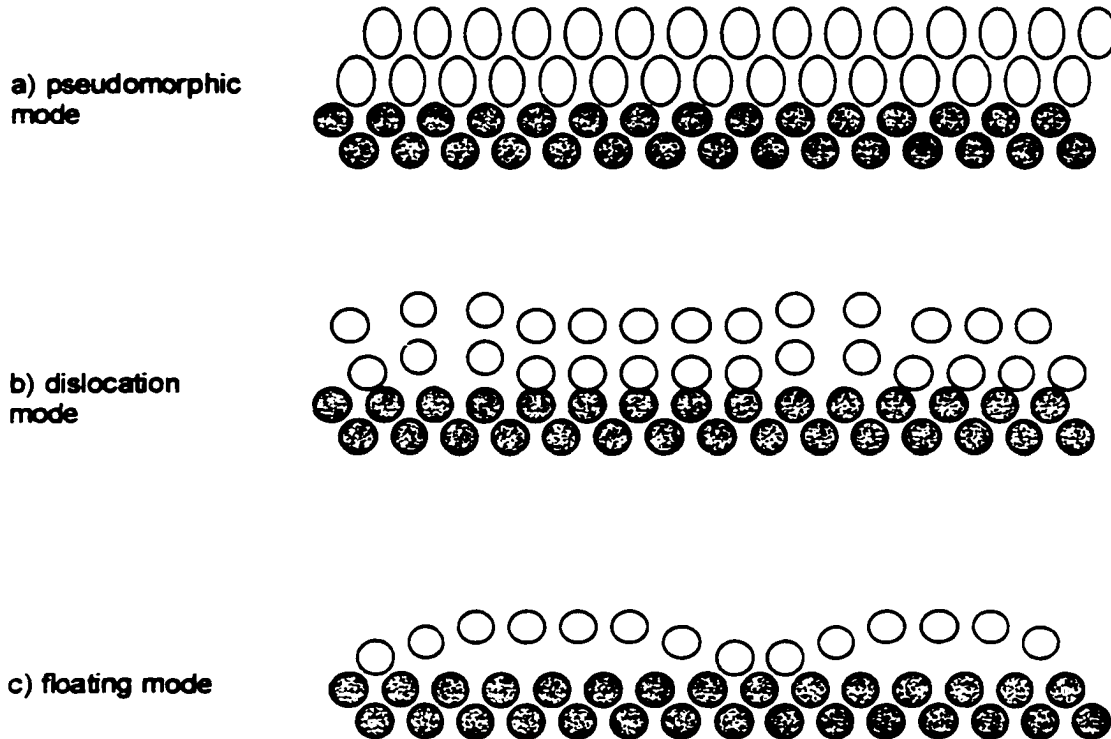 a) pseudomorphic
mode
b) dislocation
mode
c) floating mode